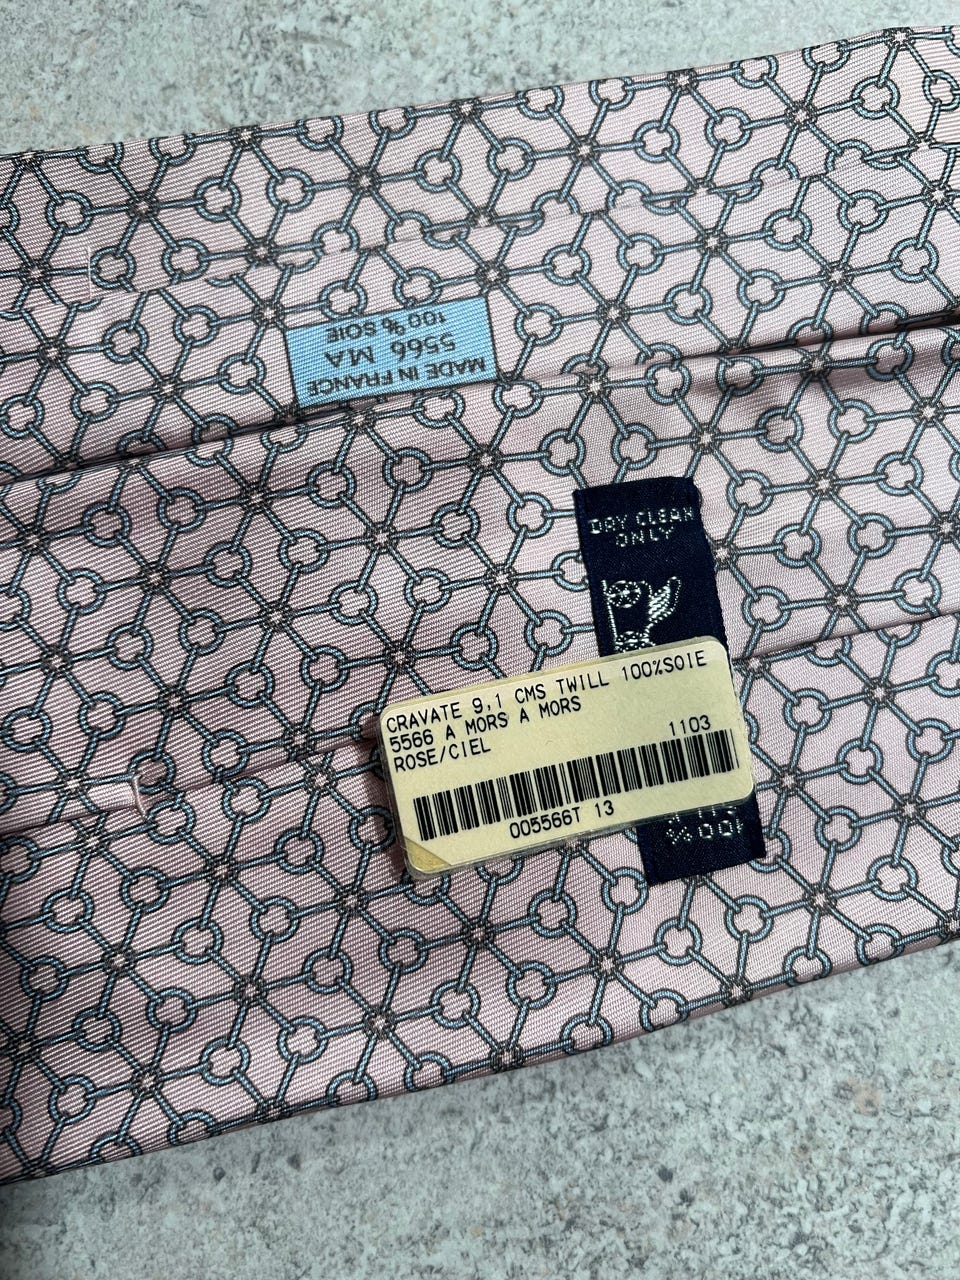 MADE IN FRANCE
5566 MA
100% SOIE
DRY CLEAN
ONLY
CRAVATE 9,1 CMS TWILL 100%SOIE
5566 A MORS A MORS
ROSE/CIEL 1103
005566T 13
100%